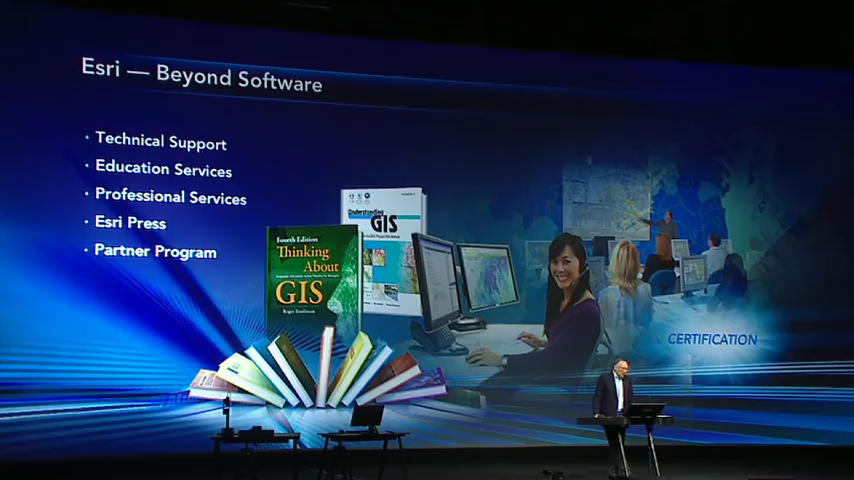 Esri — Beyond Software
• Technical Support
• Education Services
• Professional Services
• Esri Press
• Partner Program
Understanding
GIS
Fourth Edition
Thinking
About
GIS
Roger Tomlinson
CERTIFICATION